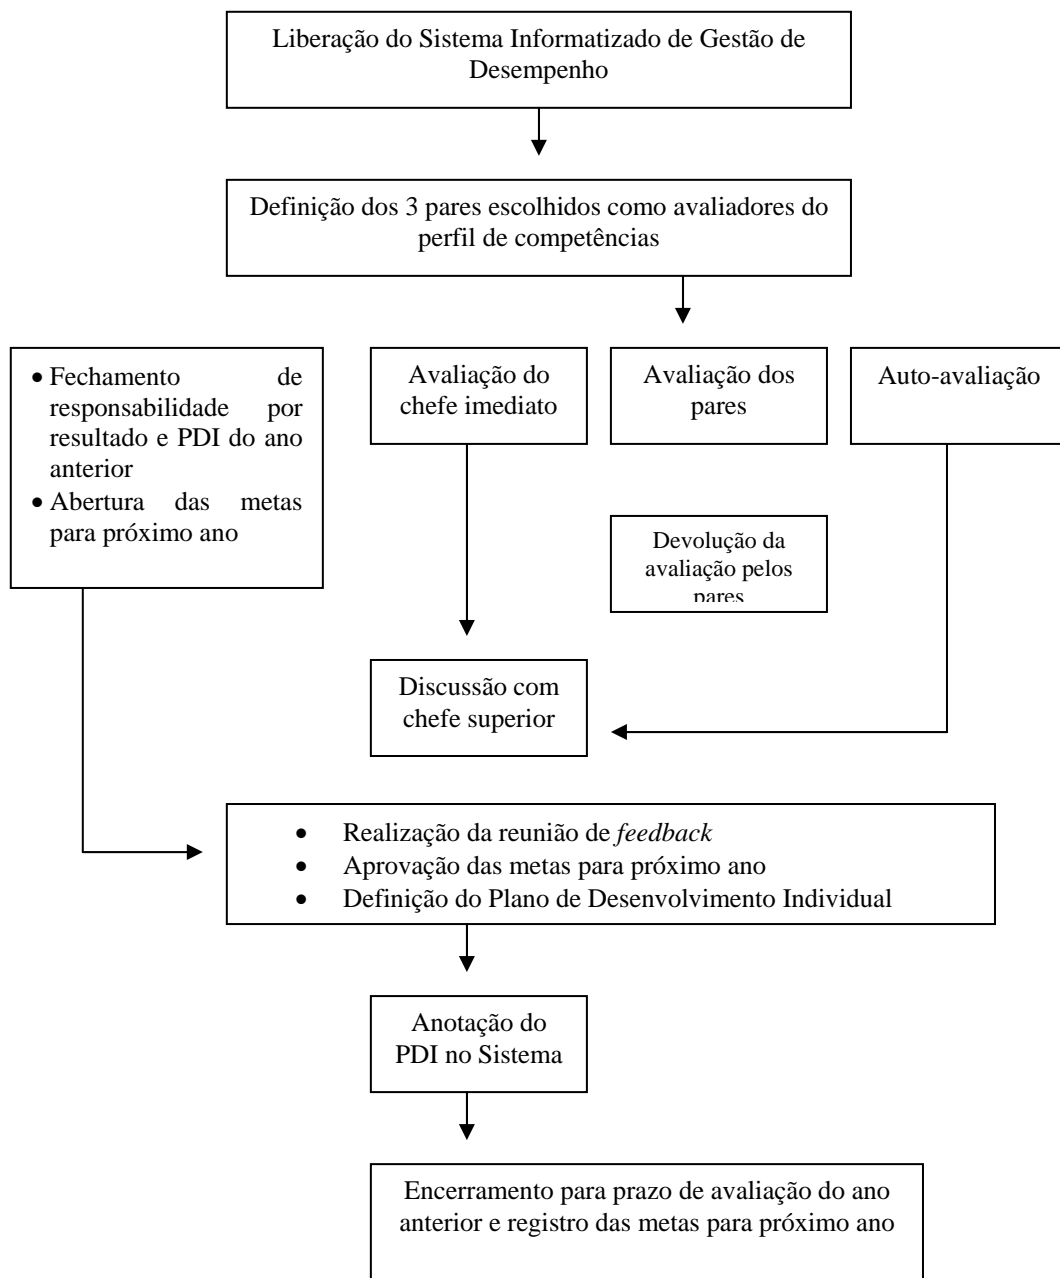 Liberação do Sistema Informatizado de Gestão de
Desempenho
Definição dos 3 pares escolhidos como avaliadores do
perfil de competências
• Fechamento de
responsabilidade por
resultado e PDI do ano
anterior
• Abertura das metas
para próximo ano
Avaliação do
chefe imediato
Avaliação dos
pares
Auto-avaliação
Devolução da
avaliação pelos
pares
Discussão com
chefe superior
• Realização da reunião de feedback
• Aprovação das metas para próximo ano
• Definição do Plano de Desenvolvimento Individual
Anotação do
PDI no Sistema
Encerramento para prazo de avaliação do ano
anterior e registro das metas para próximo ano